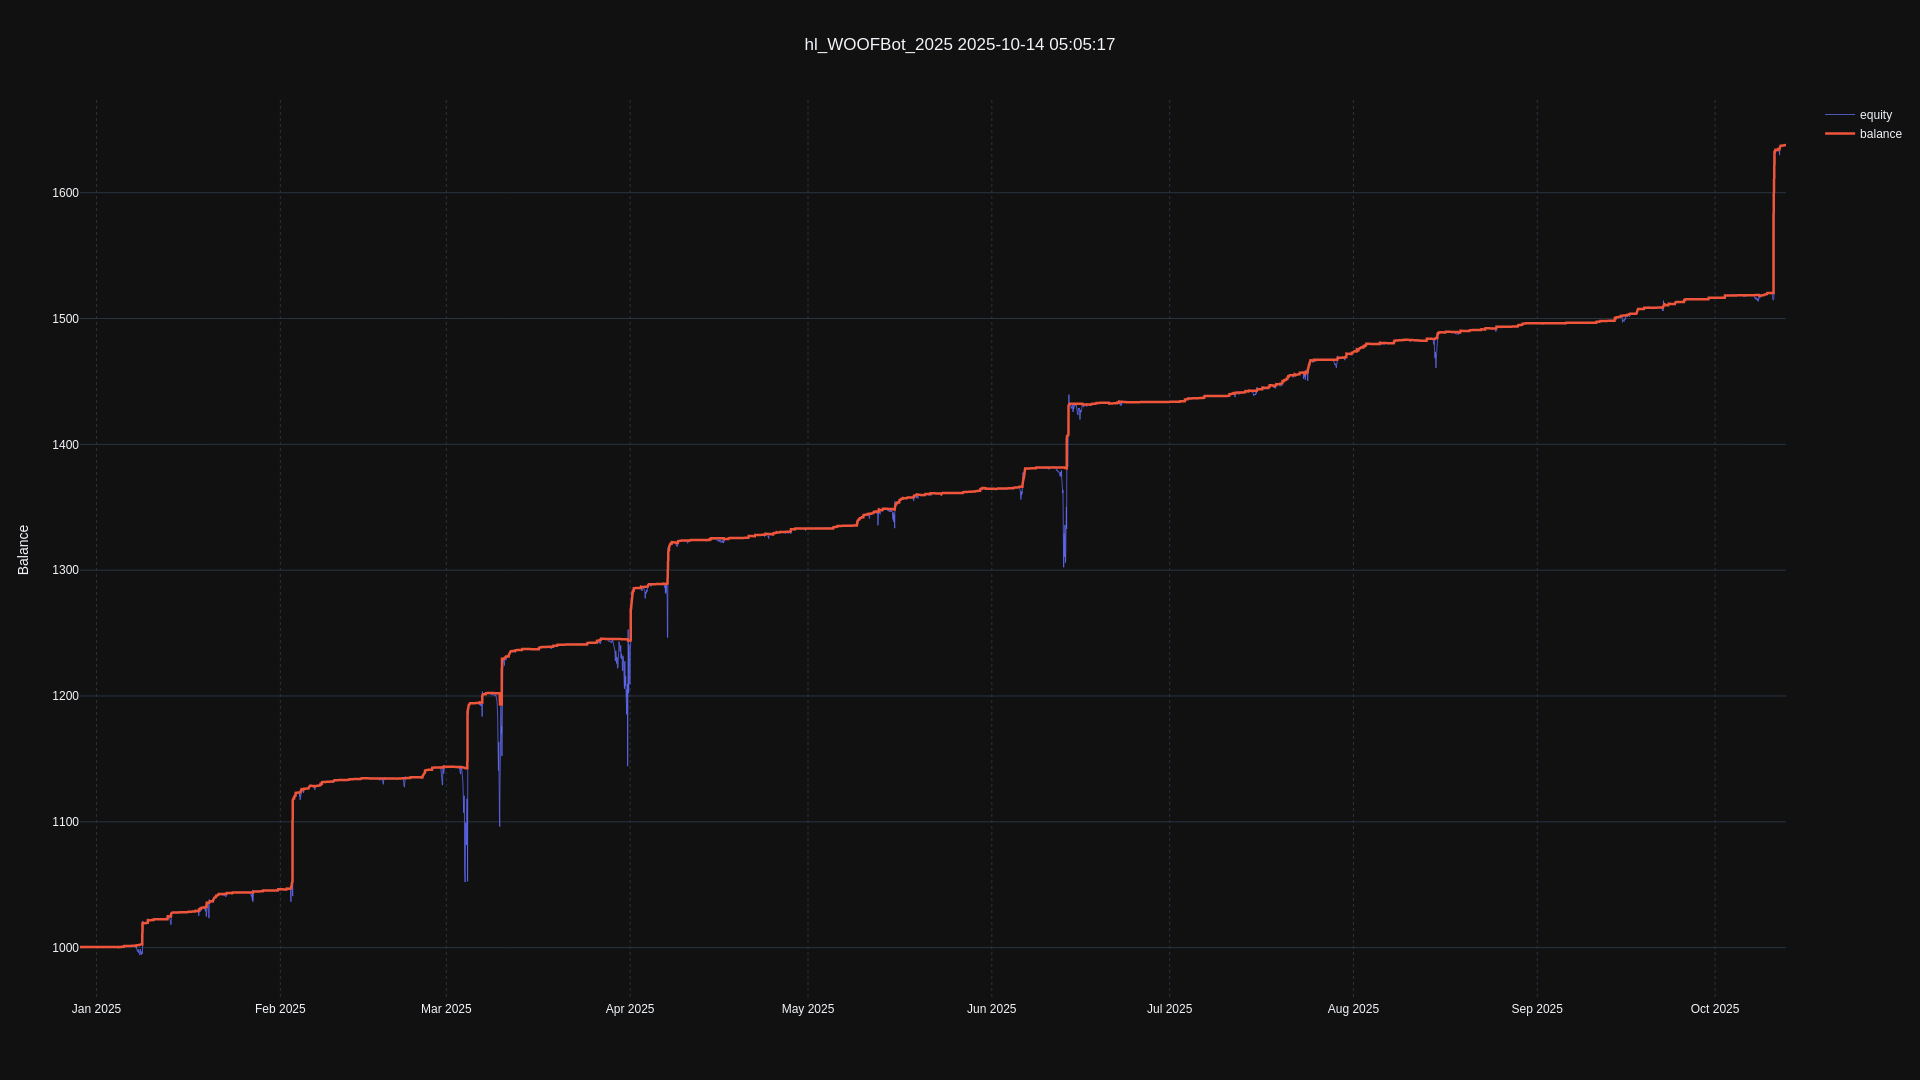 hl_WOOFBot_2025 2025-10-14 05:05:17
equity
balance
Balance
1600
1500
1400
1300
1200
1100
1000
Jan 2025
Feb 2025
Mar 2025
Apr 2025
May 2025
Jun 2025
Jul 2025
Aug 2025
Sep 2025
Oct 2025